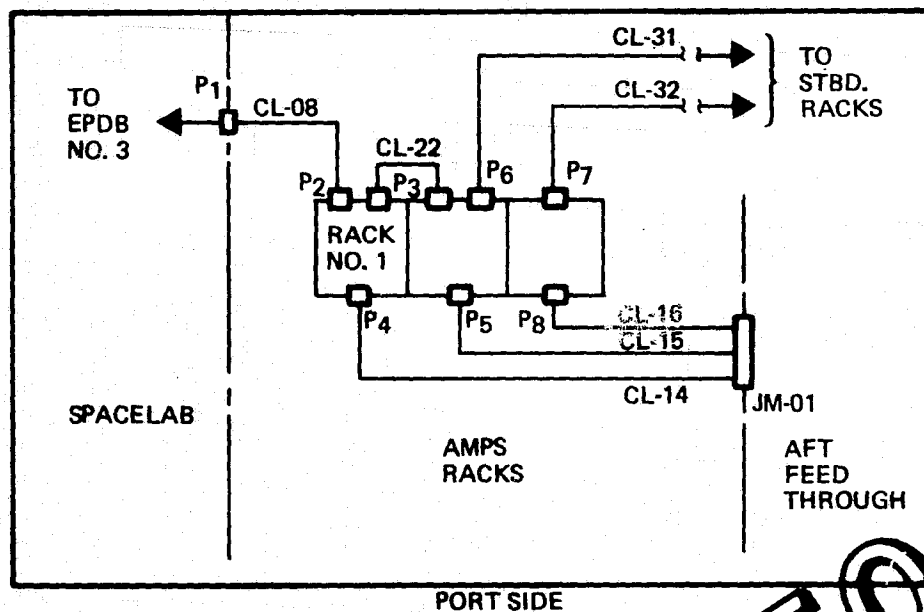 CL-31
TO
STBD.
RACKS
CL-32
P1
TO
EPDB
NO. 3
CL-08
CL-22
P2
P3
P6
P7
RACK
NO. 1
P4
P5
P8
CL-16
CL-15
CL-14
JM-01
SPACELAB
AMPS
RACKS
AFT
FEED
THROUGH
PORT SIDE